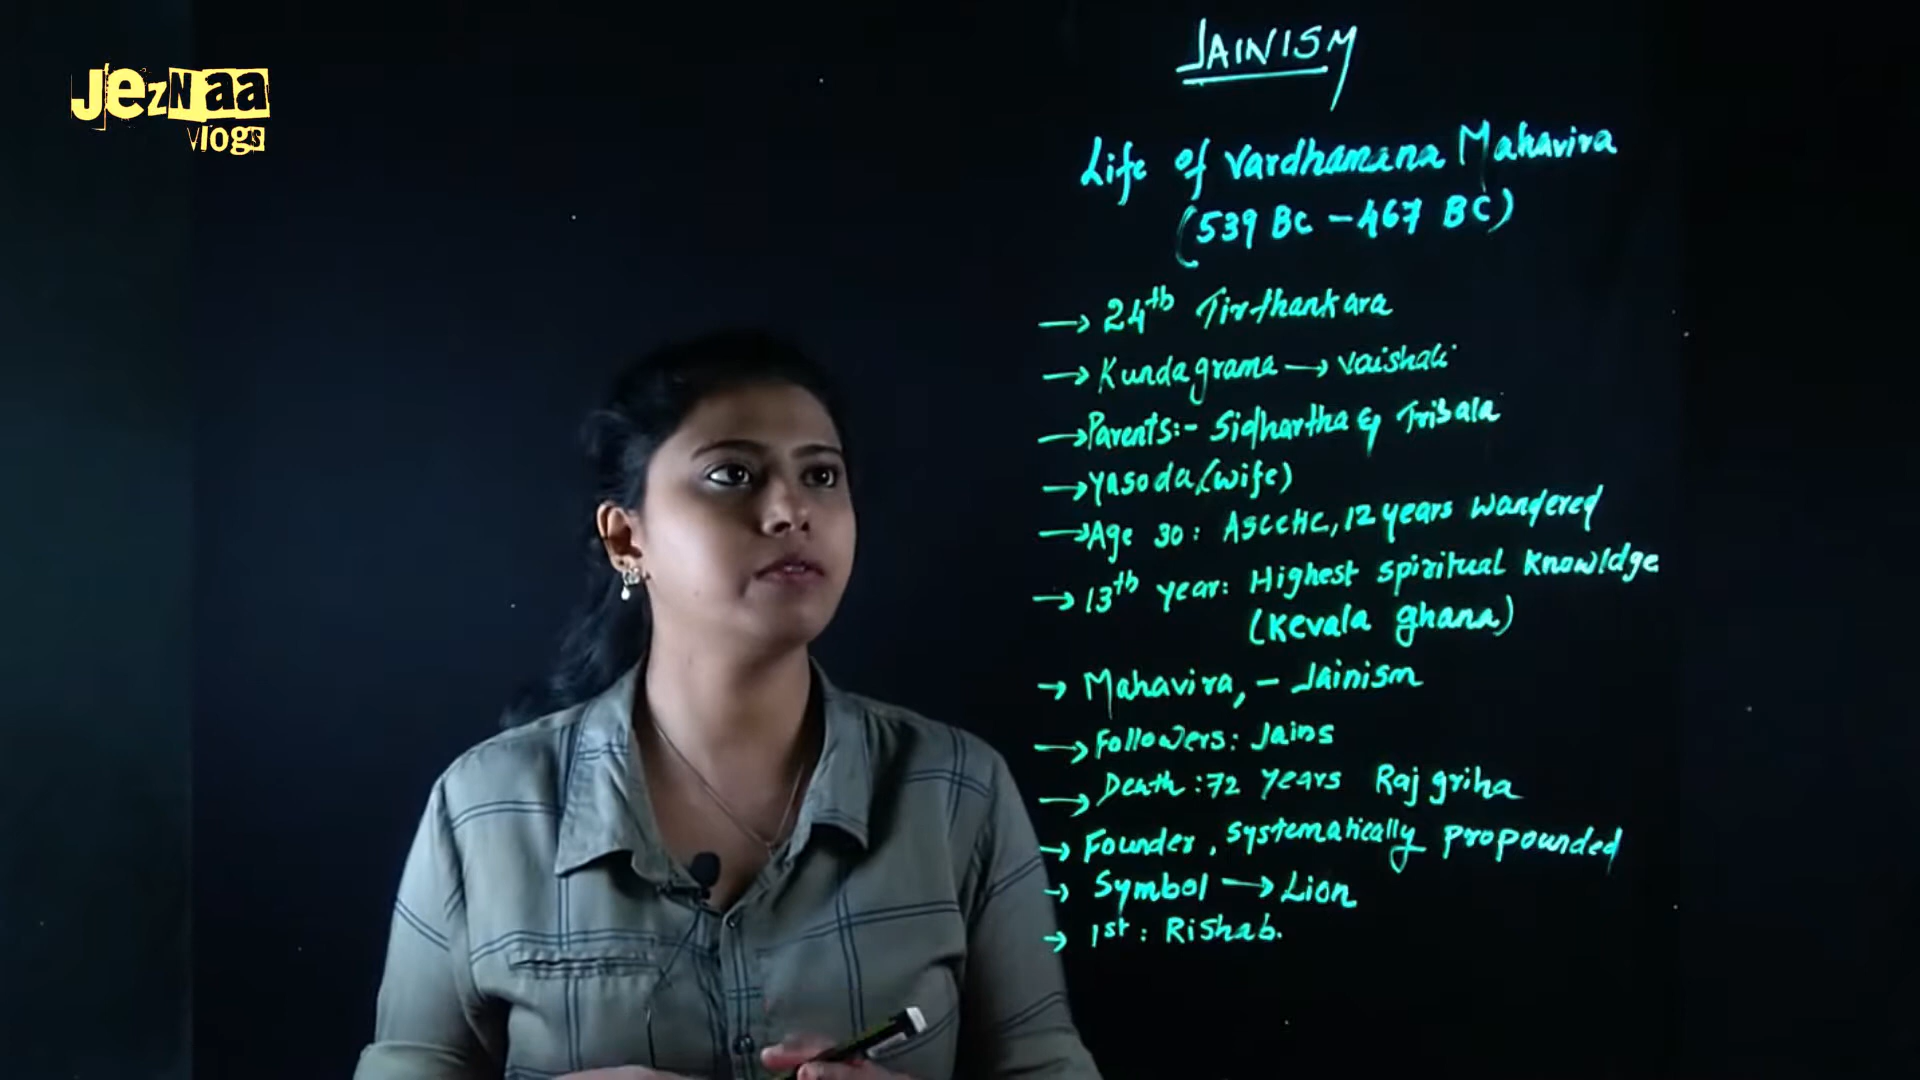 JEZNAA
vlogs
JAINISM
Life of Vardhamana Mahavira
(539 BC - 467 BC)
→ 24th Tirthankara
→ Kundagrama → Vaishali
→ Parents:- Sidhartha & Trisala
→ Yasoda, (wife)
→ Age 30: Ascetic, 12 years wandered
→ 13th year: Highest spiritual knowldge
(Kevala ghana)
→ Mahavira, - Jainism
→ Followers: Jains
→ Death: 72 years Raj griha
→ Founder, systematically propounded
→ Symbol → Lion
→ 1st: Rishab.